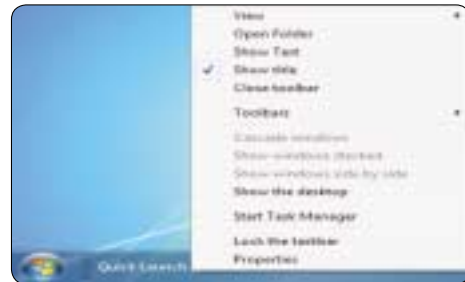 View
Open Folder
Show Text
Show title
Close toolbar
Toolbars
Cascade windows
Show windows stacked
Show windows side by side
Show the desktop
Start Task Manager
Lock the taskbar
Properties
Quick Launch